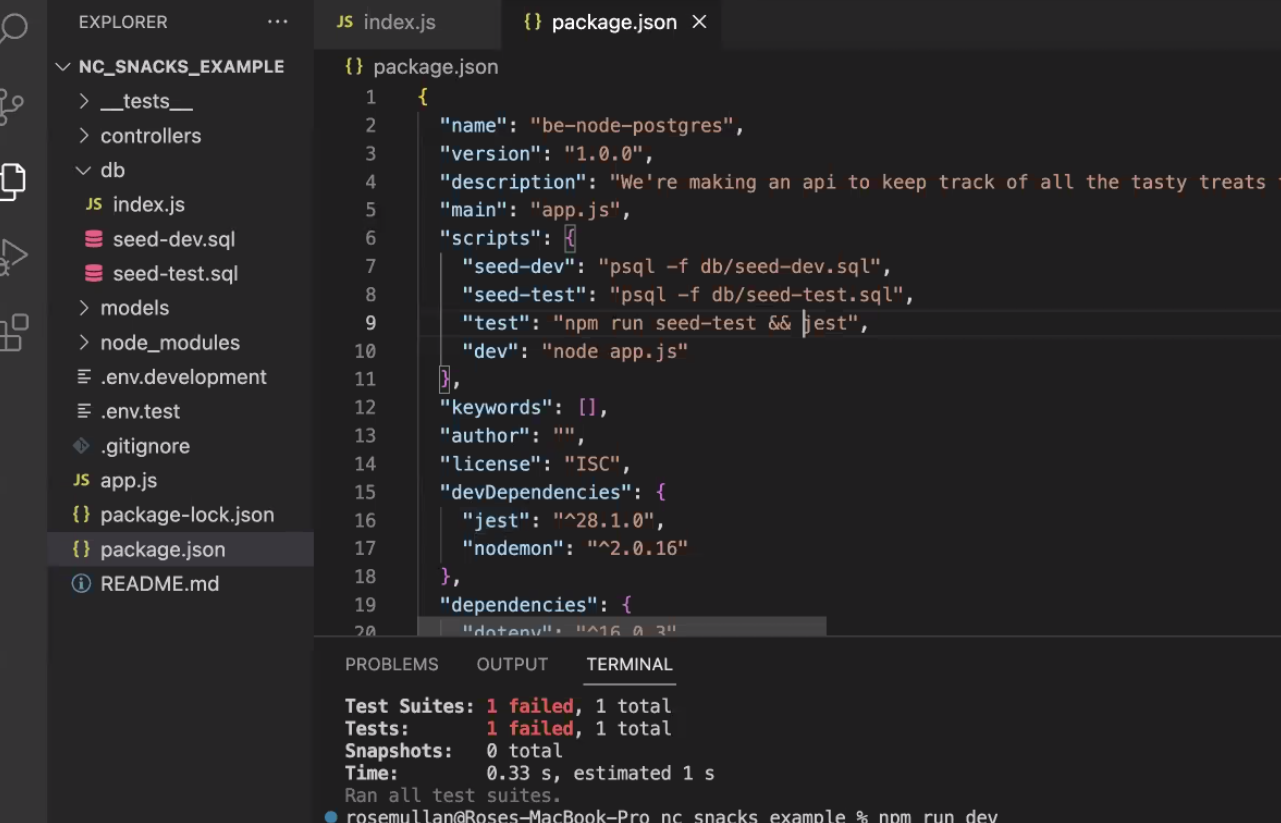 EXPLORER ...
NC_SNACKS_EXAMPLE
__tests__
controllers
db
JS index.js
seed-dev.sql
seed-test.sql
models
node_modules
.env.development
.env.test
.gitignore
JS app.js
{} package-lock.json
{} package.json
README.md
JS index.js
{} package.json ×
{} package.json
1 {
2 "name": "be-node-postgres",
3 "version": "1.0.0",
4 "description": "We're making an api to keep track of all the tasty treats
5 "main": "app.js",
6 "scripts": {
7 "seed-dev": "psql -f db/seed-dev.sql",
8 "seed-test": "psql -f db/seed-test.sql",
9 "test": "npm run seed-test && jest",
10 "dev": "node app.js"
11 },
12 "keywords": [],
13 "author": "",
14 "license": "ISC",
15 "devDependencies": {
16 "jest": "^28.1.0",
17 "nodemon": "^2.0.16"
18 },
19 "dependencies": {
20 "dotenv": "^16.0.3"
PROBLEMS OUTPUT TERMINAL
Test Suites: 1 failed, 1 total
Tests: 1 failed, 1 total
Snapshots: 0 total
Time: 0.33 s, estimated 1 s
Ran all test suites.
rosemullan@Roses-MacBook-Pro nc_snacks_example % npm run dev